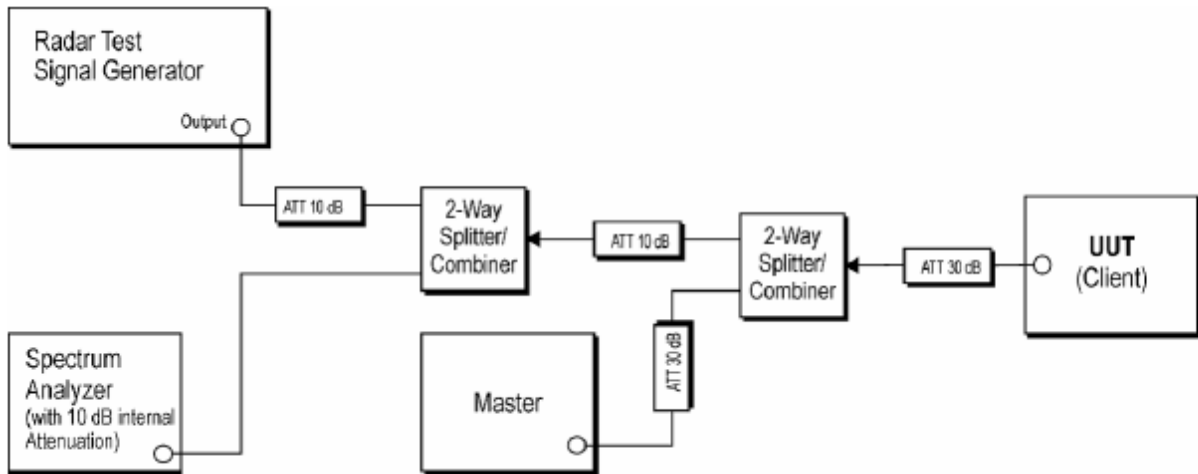 Radar Test
Signal Generator
Output
ATT 10 dB
2-Way
Splitter/
Combiner
ATT 10 dB
2-Way
Splitter/
Combiner
ATT 30 dB
UUT
(Client)
Spectrum
Analyzer
(with 10 dB internal
Attenuation)
Master
ATT 30 dB